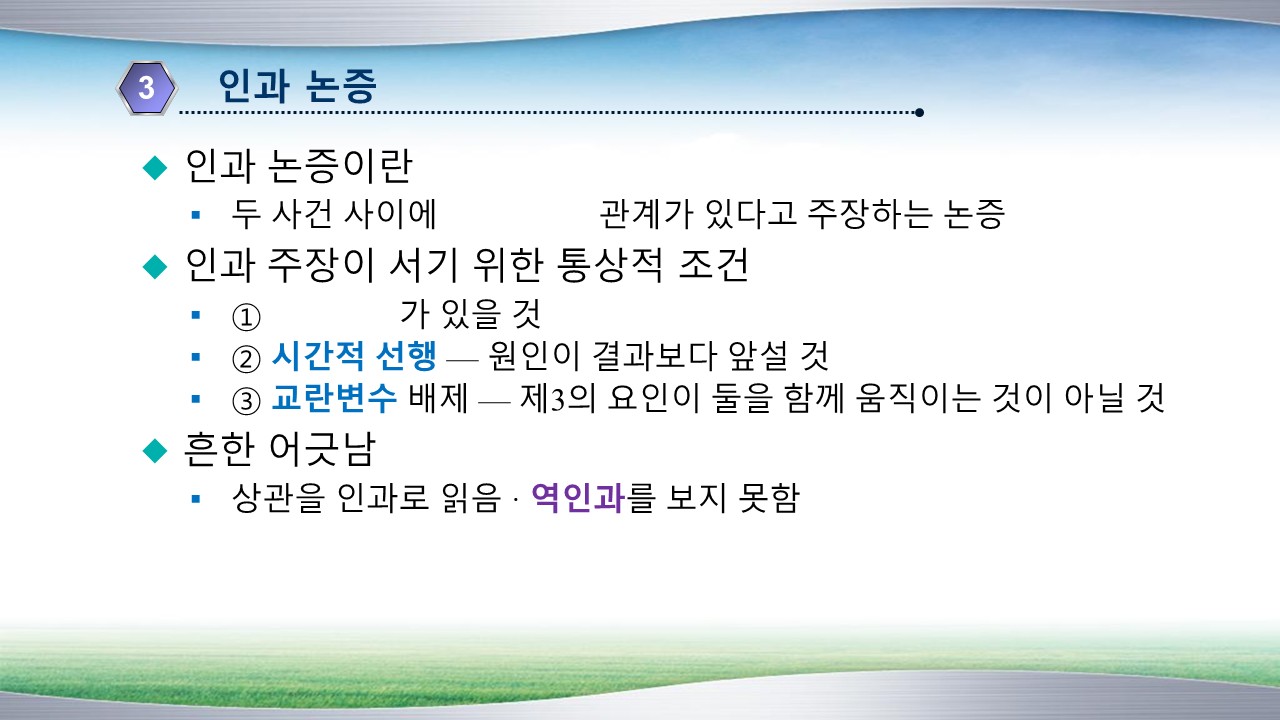 3 인과 논증
인과 논증이란
두 사건 사이에 관계가 있다고 주장하는 논증
인과 주장이 서기 위한 통상적 조건
① 가 있을 것
② 시간적 선행 — 원인이 결과보다 앞설 것
③ 교란변수 배제 — 제3의 요인이 둘을 함께 움직이는 것이 아닐 것
흔한 어긋남
상관을 인과로 읽음 · 역인과를 보지 못함